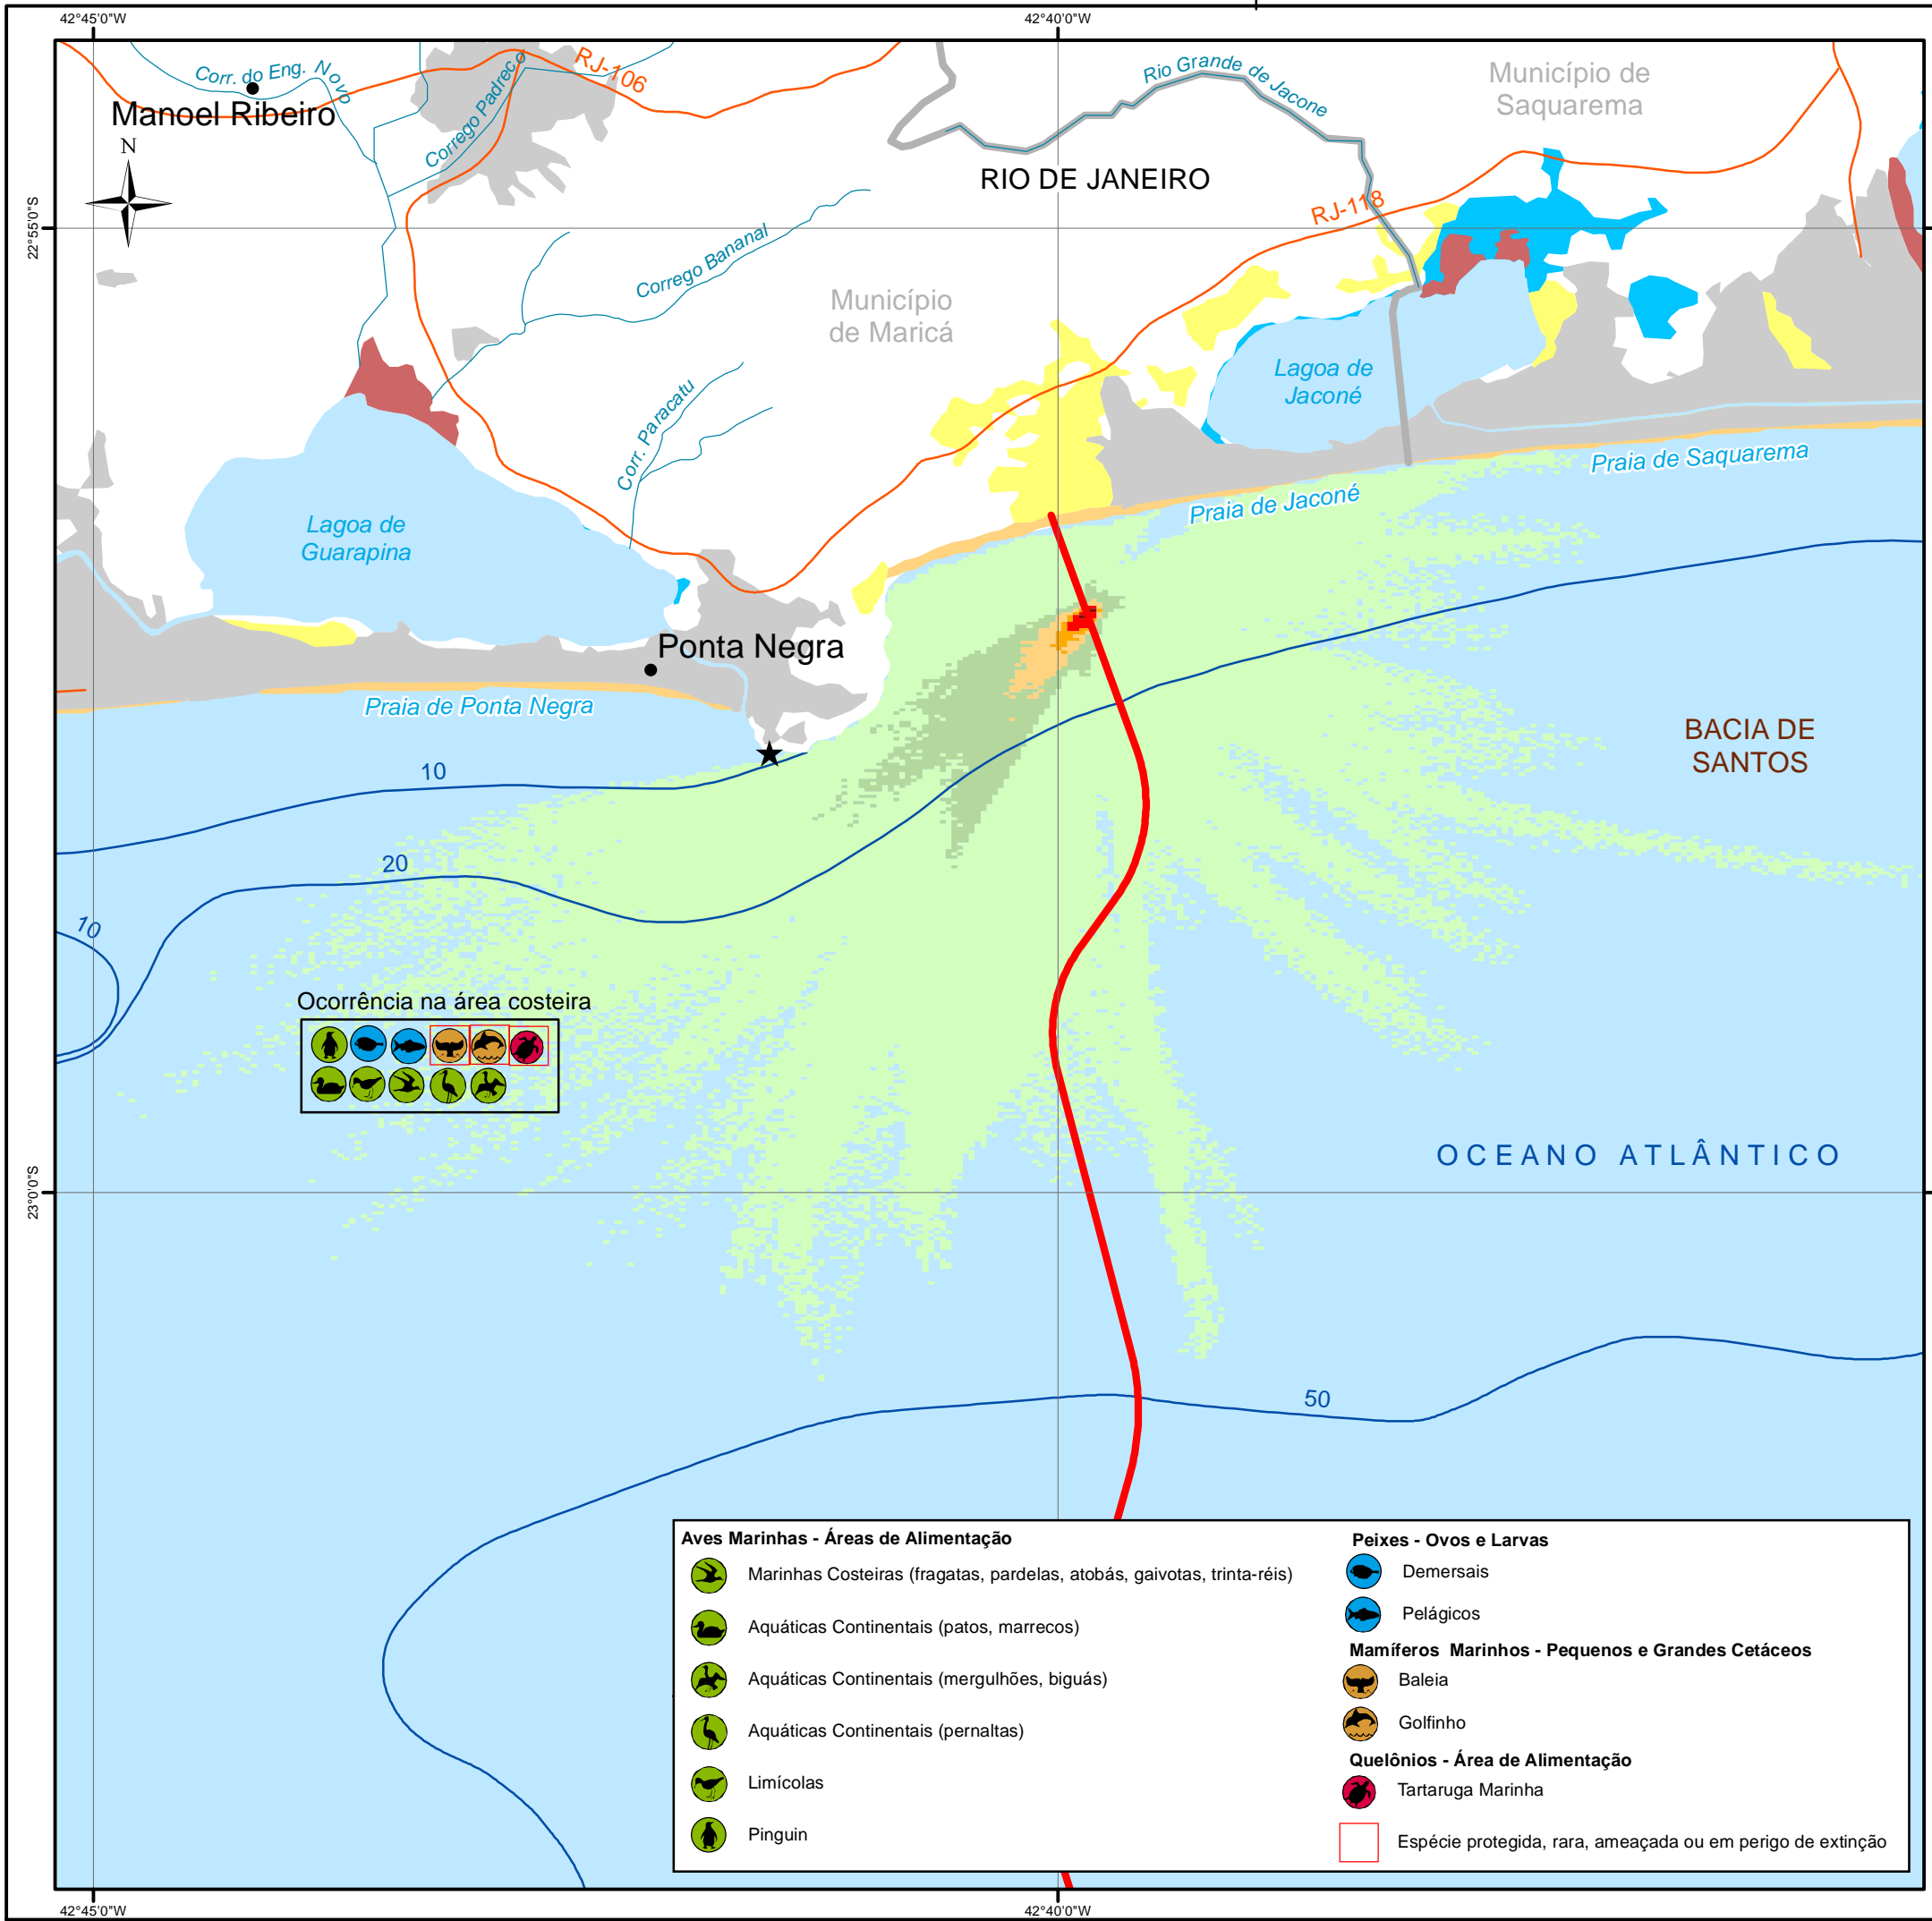 42°45'0"W
42°40'0"W
Corr. do Eng. Novo
Manoel Ribeiro
N
Corrego Padreco
RJ-106
Rio Grande de Jacone
Município de
Saquarema
RIO DE JANEIRO
RJ-118
22°55'0"S
Corrego Bananal
Município
de Maricá
Lagoa de
Jaconé
Corr. Paracatu
Praia de Saquarema
Praia de Jaconé
Lagoa de
Guarapina
Ponta Negra
Praia de Ponta Negra
BACIA DE
SANTOS
10
20
10
Ocorrência na área costeira
OCEANO ATLÂNTICO
23°0'0"S
50
Aves Marinhas - Áreas de Alimentação
Marinhas Costeiras (fragatas, pardelas, atobás, gaivotas, trinta-réis)
Aquáticas Continentais (patos, marrecos)
Aquáticas Continentais (mergulhões, biguás)
Aquáticas Continentais (pernaltas)
Limícolas
Pinguin
Peixes - Ovos e Larvas
Demersais
Pelágicos
Mamíferos Marinhos - Pequenos e Grandes Cetáceos
Baleia
Golfinho
Quelônios - Área de Alimentação
Tartaruga Marinha
Espécie protegida, rara, ameaçada ou em perigo de extinção
42°45'0"W
42°40'0"W